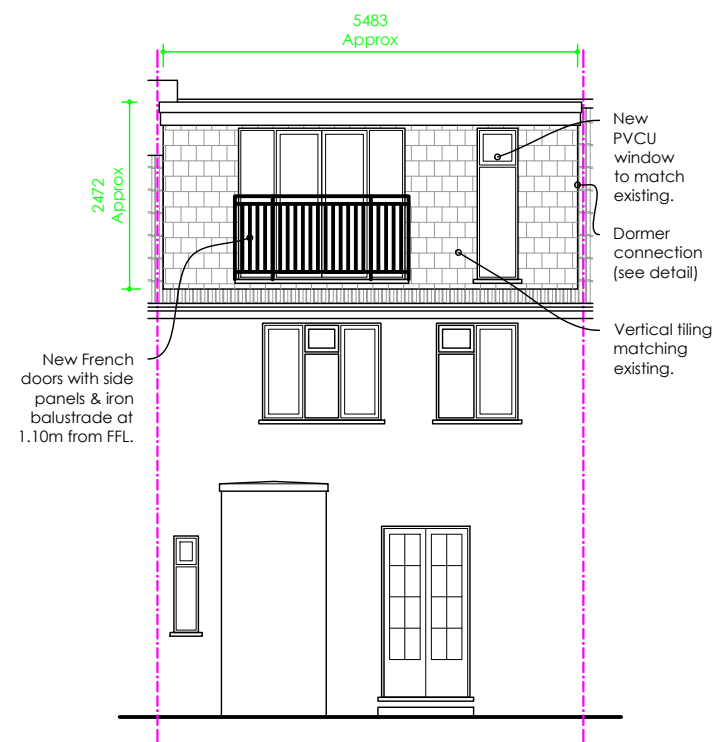 5483
Approx
2472
Approx
New
PVCU
window
to match
existing.
Dormer
connection
(see detail)
Vertical tiling
matching
existing.
New French
doors with side
panels & iron
balustrade at
1.10m from FFL.